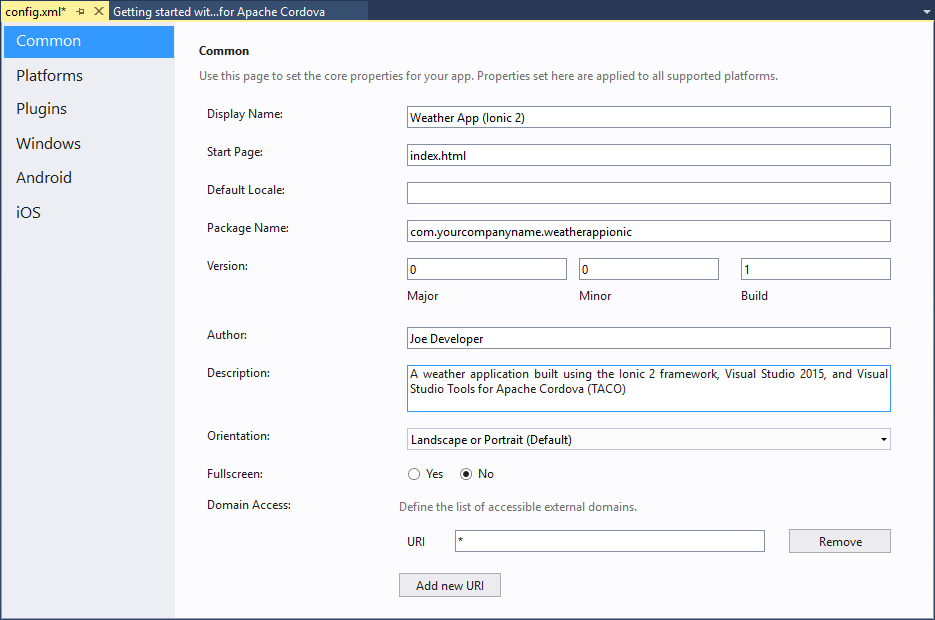 config.xml*
Getting started wit...for Apache Cordova
Common
Platforms
Plugins
Windows
Android
iOS
Common
Use this page to set the core properties for your app. Properties set here are applied to all supported platforms.
Display Name:
Weather App (Ionic 2)
Start Page:
index.html
Default Locale:
Package Name:
com.yourcompanyname.weatherappionic
Version:
0
0
1
Major
Minor
Build
Author:
Joe Developer
Description:
A weather application built using the Ionic 2 framework, Visual Studio 2015, and Visual
Studio Tools for Apache Cordova (TACO)
Orientation:
Landscape or Portrait (Default)
Fullscreen:
Yes
No
Domain Access:
Define the list of accessible external domains.
URI
*
Remove
Add new URI